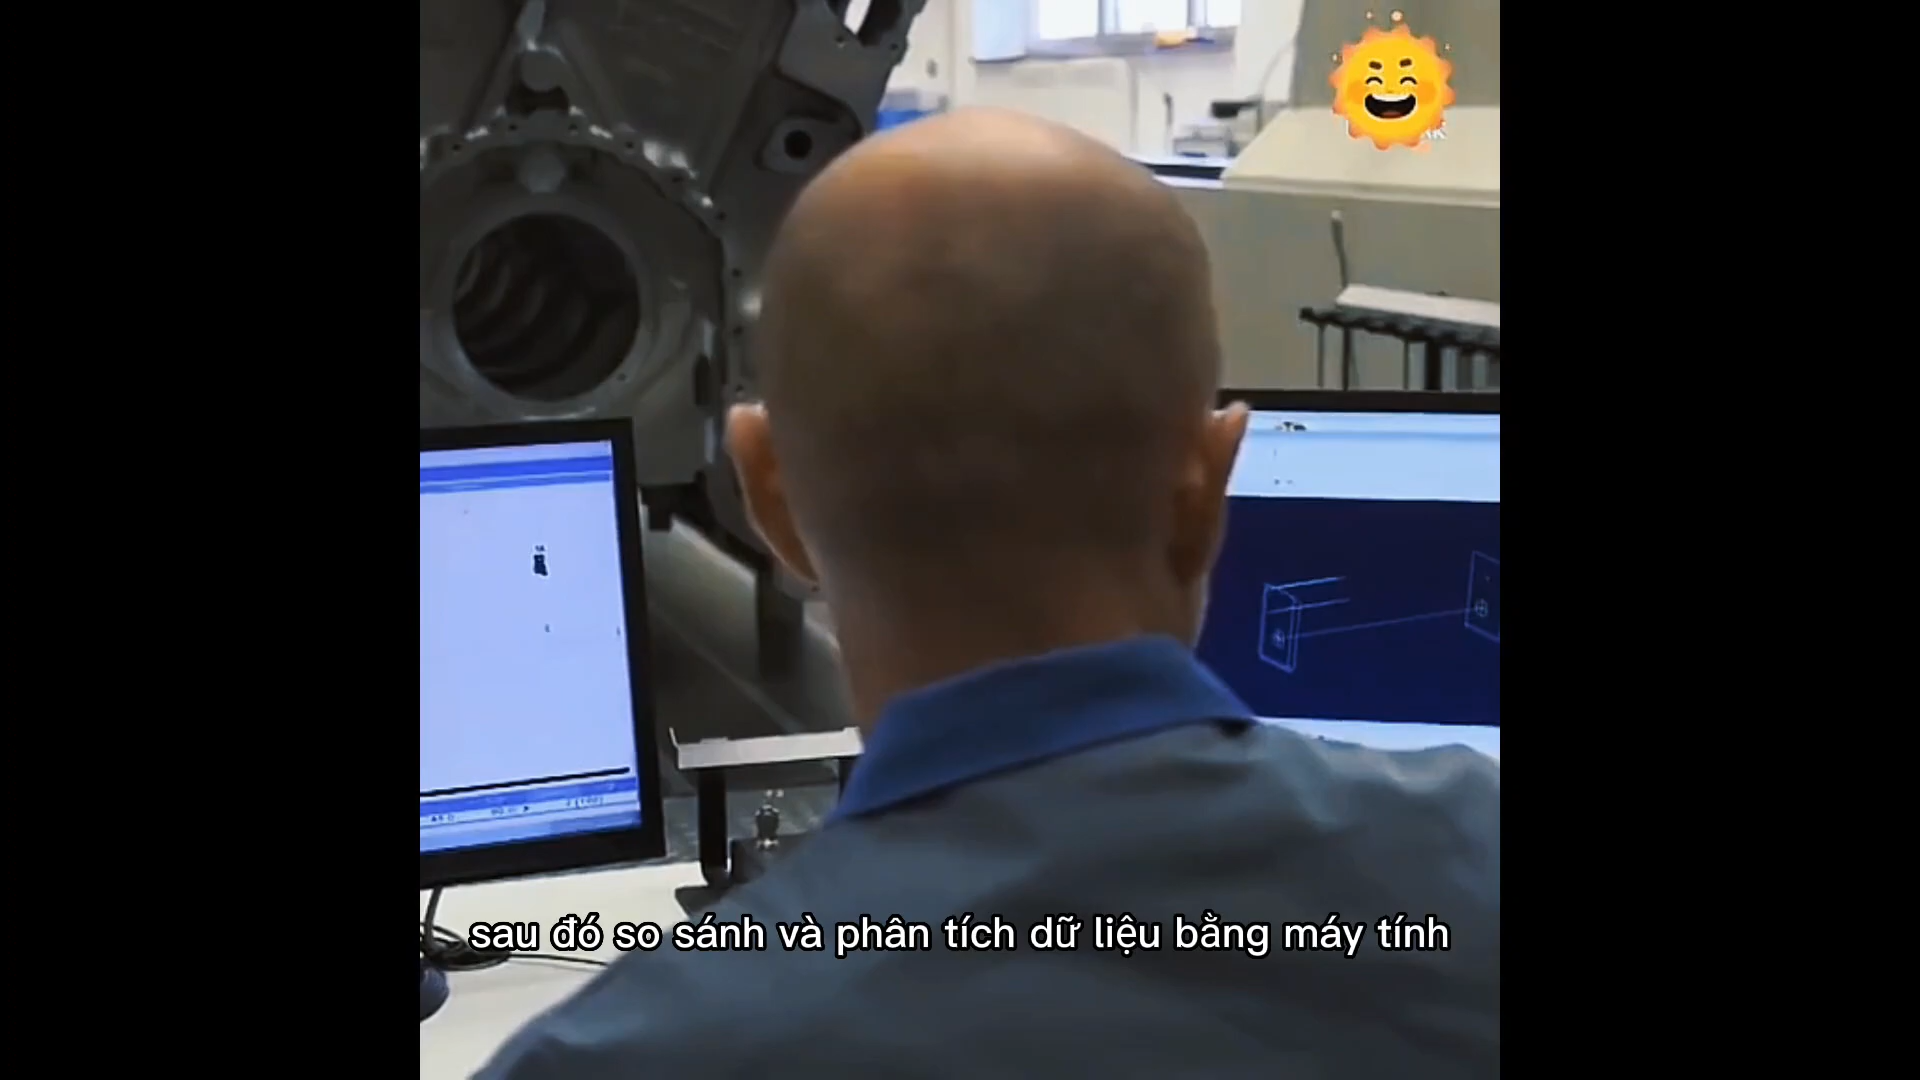 sau đó so sánh và phân tích dữ liệu bằng máy tính